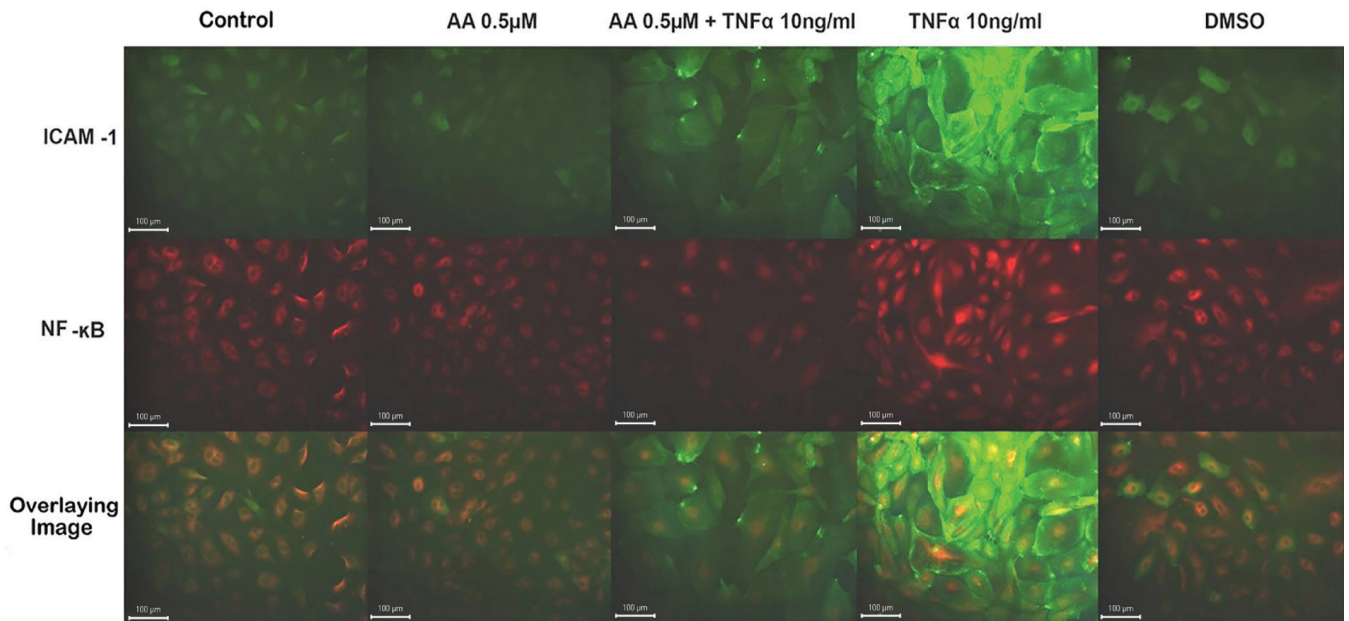 Control AA 0.5µM AA 0.5µM + TNFα 10ng/ml TNFα 10ng/ml DMSO
ICAM -1
100 µm 100 µm 100 µm 100 µm 100 µm
NF -κB
100 µm 100 µm 100 µm 100 µm 100 µm
Overlaying
Image
100 µm 100 µm 100 µm 100 µm 100 µm